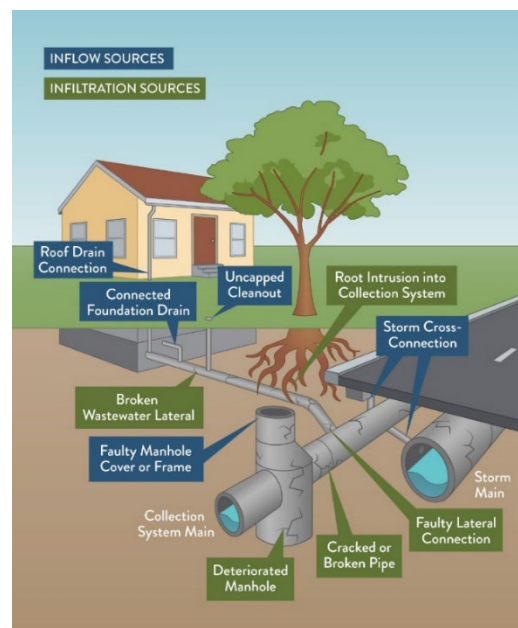 INFLOW SOURCES
INFILTRATION SOURCES
Roof Drain
Connection
Uncapped
Cleanout
Connected
Foundation Drain
Root Intrusion into
Collection System
Storm Cross-
Connection
Broken
Wastewater Lateral
Faulty Manhole
Cover or Frame
Storm
Main
Collection
System Main
Faulty Lateral
Connection
Cracked or
Broken Pipe
Deteriorated
Manhole